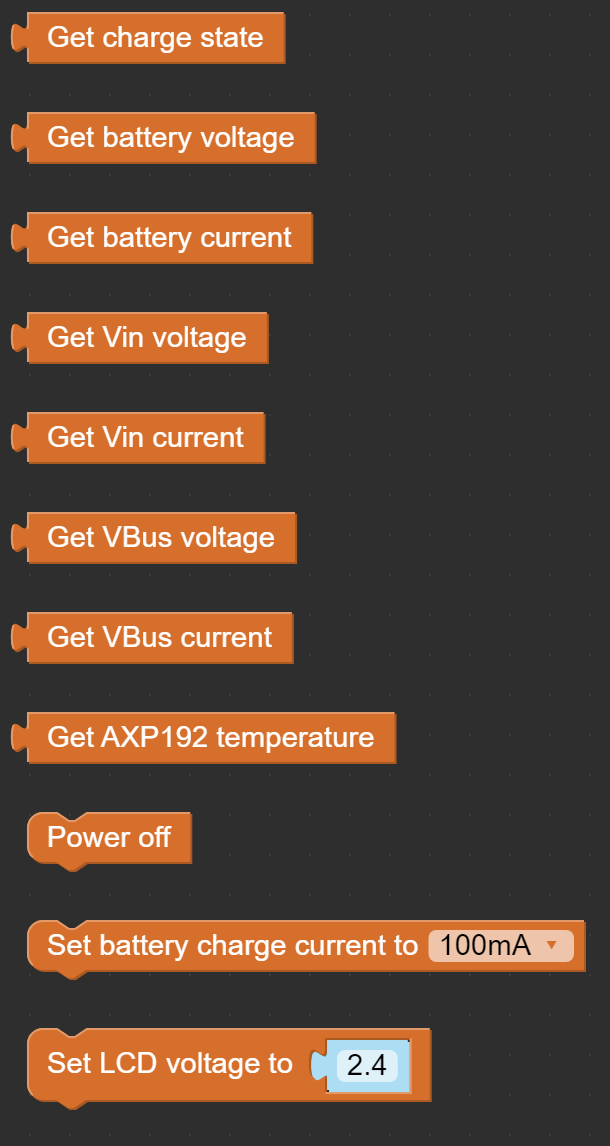 Get charge state
Get battery voltage
Get battery current
Get Vin voltage
Get Vin current
Get VBus voltage
Get VBus current
Get AXP192 temperature
Power off
Set battery charge current to 100mA
Set LCD voltage to 2.4